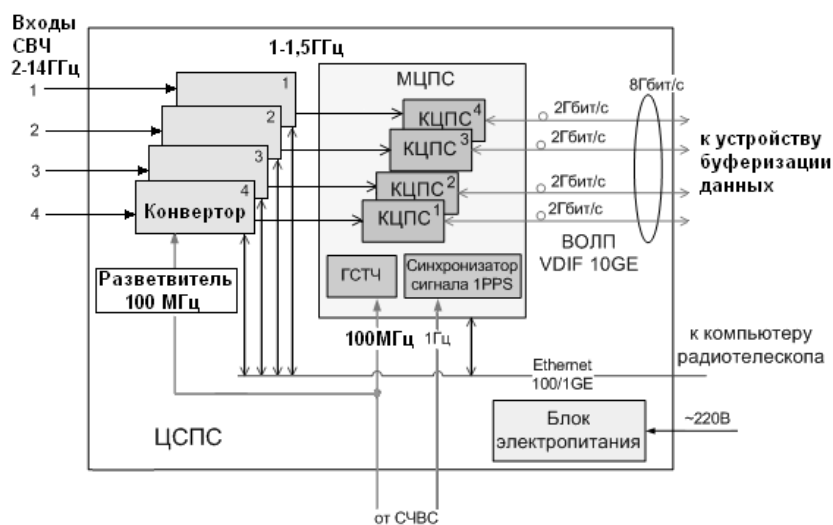 Входы
СВЧ
2-14ГГц
1-1,5ГГц
МЦПС
8Гбит/с
1
2
3
4
1
2
3
4
Конвертор
КЦПС 4
КЦПС 3
КЦПС 2
КЦПС 1
2Гбит/с
2Гбит/с
2Гбит/с
2Гбит/с
к устройству
буферизации
данных
ВОЛП
VDIF 10GE
Разветвитель
100 МГц
ГСТЧ
Синхронизатор
сигнала 1PPS
100МГц
1Гц
к компьютеру
радиотелескопа
Ethernet
100/1GE
ЦСПС
Блок
электропитания
~220В
от СЧВС